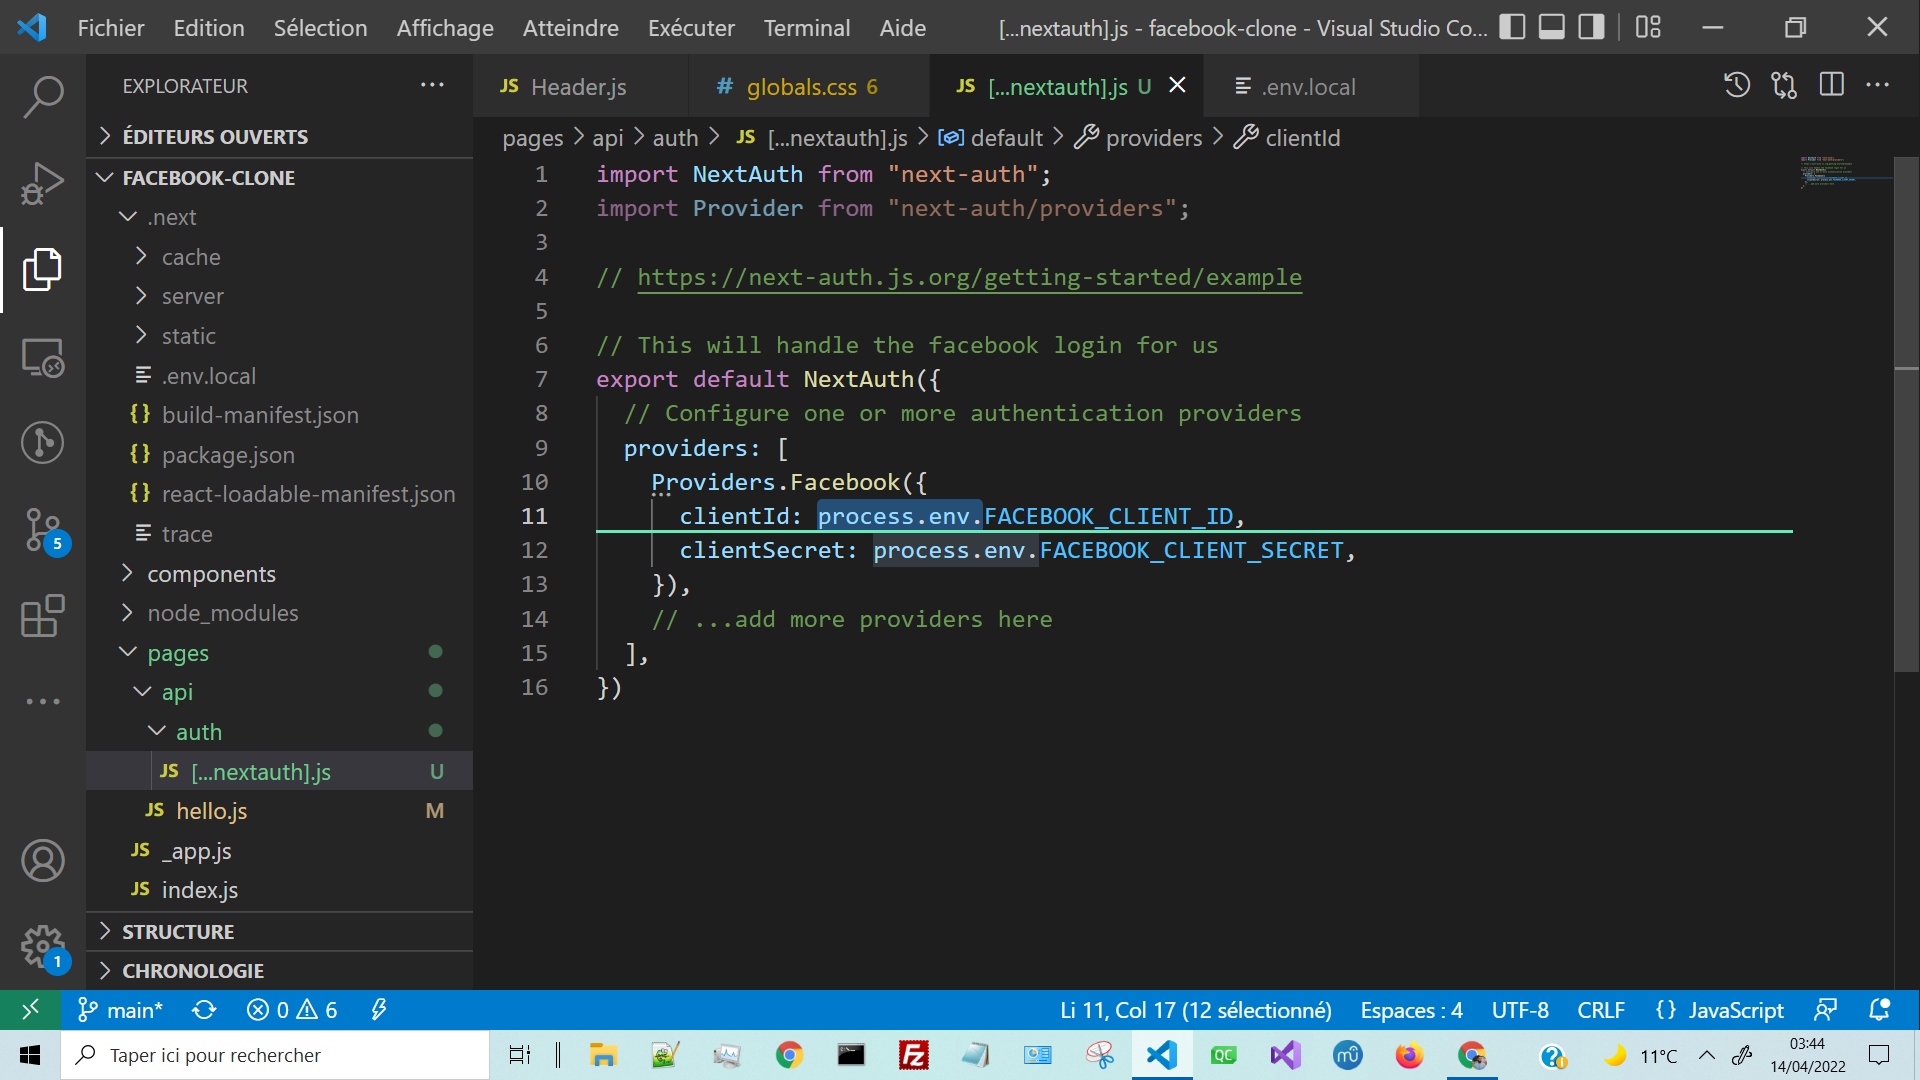 Fichier Edition Sélection Affichage Atteindre Exécuter Terminal Aide [...nextauth].js - facebook-clone - Visual Studio Co...
EXPLORATEUR
ÉDITEURS OUVERTS
FACEBOOK-CLONE
.next
cache
server
static
.env.local
build-manifest.json
package.json
react-loadable-manifest.json
trace
components
node_modules
pages
api
auth
JS [...nextauth].js U
JS hello.js M
JS _app.js
JS index.js
STRUCTURE
CHRONOLOGIE
5
1
JS Header.js # globals.css 6 JS [...nextauth].js U .env.local
pages > api > auth > JS [...nextauth].js > default > providers > clientId
1 import NextAuth from "next-auth";
2 import Provider from "next-auth/providers";
3
4 // https://next-auth.js.org/getting-started/example
5
6 // This will handle the facebook login for us
7 export default NextAuth({
8 // Configure one or more authentication providers
9 providers: [
10 Providers.Facebook({
11 clientId: process.env.FACEBOOK_CLIENT_ID,
12 clientSecret: process.env.FACEBOOK_CLIENT_SECRET,
13 }),
14 // ...add more providers here
15 ],
16 })
main* 0 6 Li 11, Col 17 (12 sélectionné) Espaces : 4 UTF-8 CRLF {} JavaScript
Taper ici pour rechercher
QC
11°C
03:44
14/04/2022